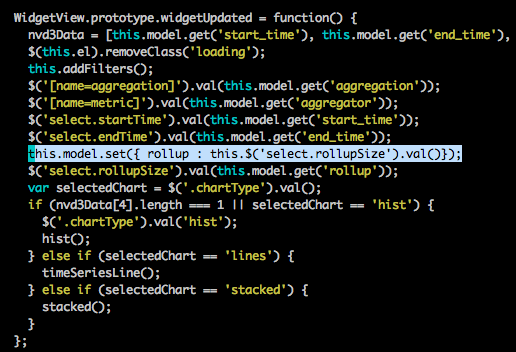 WidgetView.prototype.widgetUpdated = function() {
  nvd3Data = [this.model.get('start_time'), this.model.get('end_time'),
  $(this.el).removeClass('loading');
  this.addFilters();
  $('[name=aggregation]').val(this.model.get('aggregation'));
  $('[name=metric]').val(this.model.get('aggregator'));
  $('select.startTime').val(this.model.get('start_time'));
  $('select.endTime').val(this.model.get('end_time'));
  this.model.set({ rollup : this.$('select.rollupSize').val()});
  $('select.rollupSize').val(this.model.get('rollup'));
  var selectedChart = $('.chartType').val();
  if (nvd3Data[4].length === 1 || selectedChart == 'hist') {
    $('.chartType').val('hist');
    hist();
  } else if (selectedChart == 'lines') {
    timeSeriesLine();
  } else if (selectedChart == 'stacked') {
    stacked();
  }
};